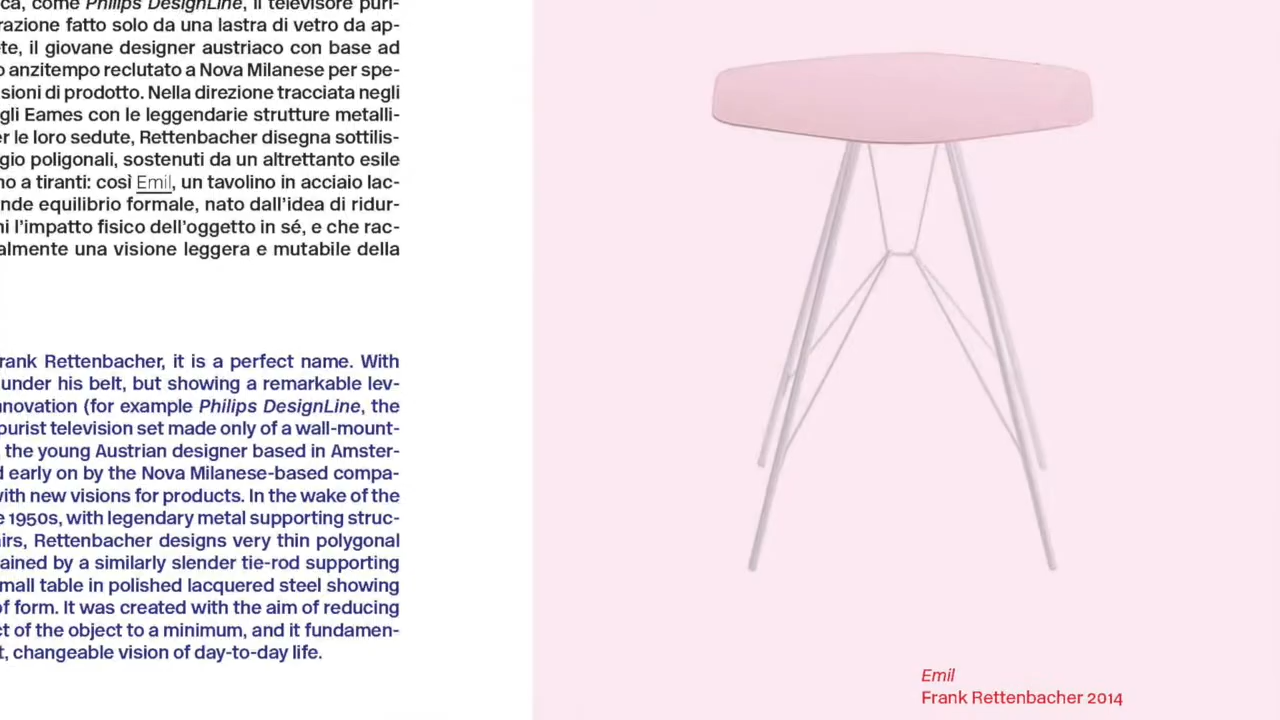 ca, come Philips DesignLine, il televisore puri-
razione fatto solo da una lastra di vetro da ap-
te, il giovane designer austriaco con base ad
o anzitempo reclutato a Nova Milanese per spe-
sioni di prodotto. Nella direzione tracciata negli
gli Eames con le leggendarie strutture metalli-
er le loro sedute, Rettenbacher disegna sottilis-
gio poligonali, sostenuti da un altrettanto esile
no a tiranti: così Emil, un tavolino in acciaio lac-
nde equilibrio formale, nato dall’idea di ridur-
ni l’impatto fisico dell’oggetto in sé, e che rac-
almente una visione leggera e mutabile della
rank Rettenbacher, it is a perfect name. With
under his belt, but showing a remarkable lev-
nnovation (for example Philips DesignLine, the
purist television set made only of a wall-mount-
, the young Austrian designer based in Amster-
d early on by the Nova Milanese-based compa-
with new visions for products. In the wake of the
e 1950s, with legendary metal supporting struc-
irs, Rettenbacher designs very thin polygonal
ained by a similarly slender tie-rod supporting
mall table in polished lacquered steel showing
of form. It was created with the aim of reducing
ct of the object to a minimum, and it fundamen-
t, changeable vision of day-to-day life.
Emil
Frank Rettenbacher 2014